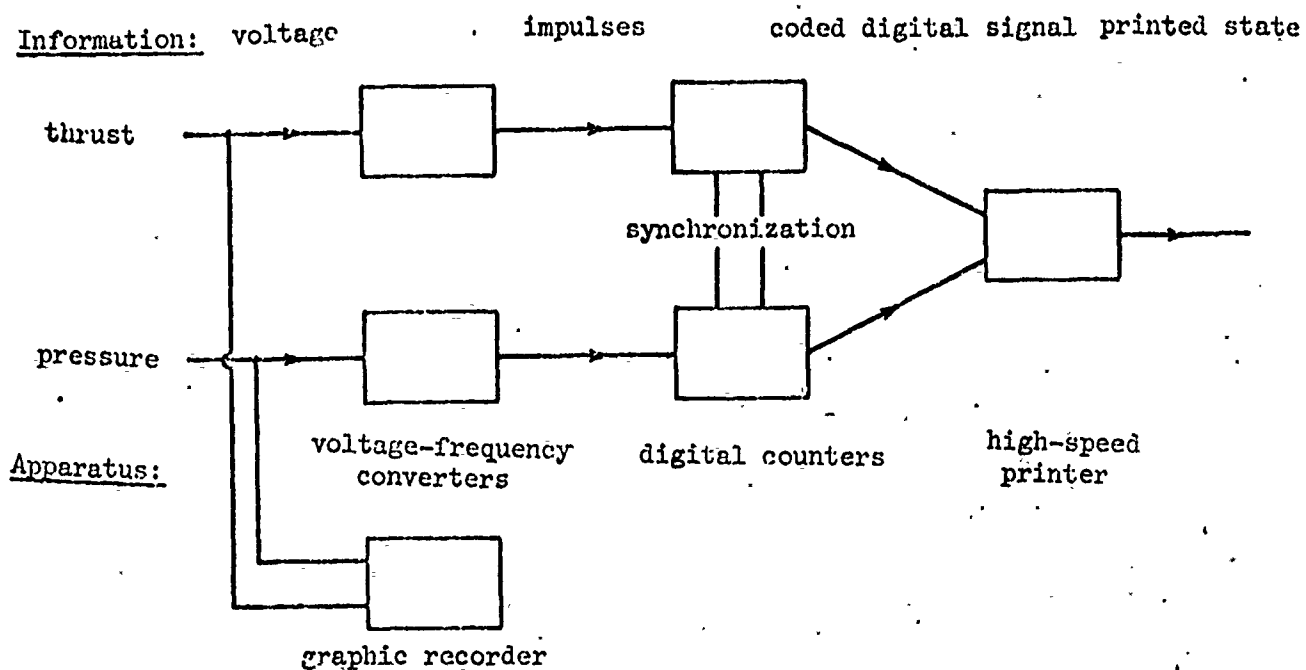 Information: voltage impulses coded digital signal printed state
thrust
synchronization
pressure
voltage-frequency
converters
digital counters
high-speed
printer
Apparatus:
graphic recorder